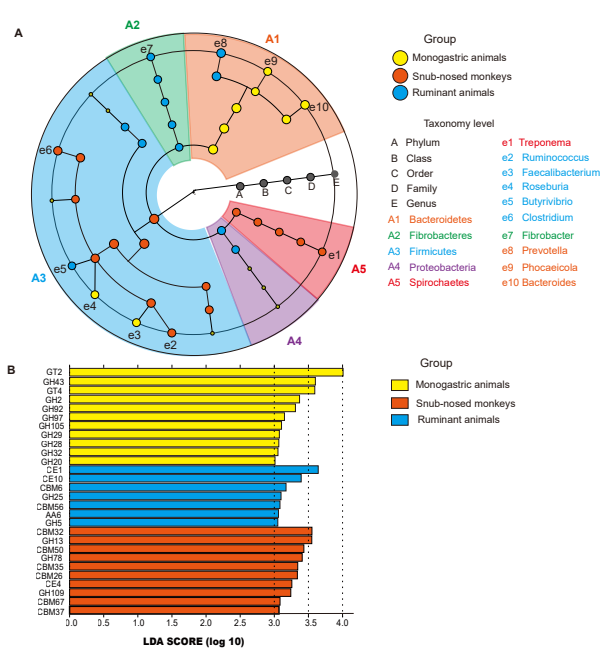 A
A2
A1
e7
e8
e9
e10
e6
A B C D E
e5
e1
A3
e4
A5
e3
e2
A4
Group
Monogastric animals
Snub-nosed monkeys
Ruminant animals
Taxonomy level
A Phylum
B Class
C Order
D Family
E Genus
A1 Bacteroidetes
A2 Fibrobacteres
A3 Firmicutes
A4 Proteobacteria
A5 Spirochaetes
e1 Treponema
e2 Ruminococcus
e3 Faecalibacterium
e4 Roseburia
e5 Butyrivibrio
e6 Clostridium
e7 Fibrobacter
e8 Prevotella
e9 Phocaeicola
e10 Bacteroides
B
GT2
GH43
GT4
GH2
GH92
GH97
GH105
GH29
GH28
GH32
GH20
CE1
CE10
CBM6
GH25
CBM56
AA6
GH5
CBM32
GH13
CBM50
GH78
CBM35
CBM26
CE4
GH109
CBM67
CBM37
0.0 0.5 1.0 1.5 2.0 2.5 3.0 3.5 4.0
LDA SCORE (log 10)
Group
Monogastric animals
Snub-nosed monkeys
Ruminant animals